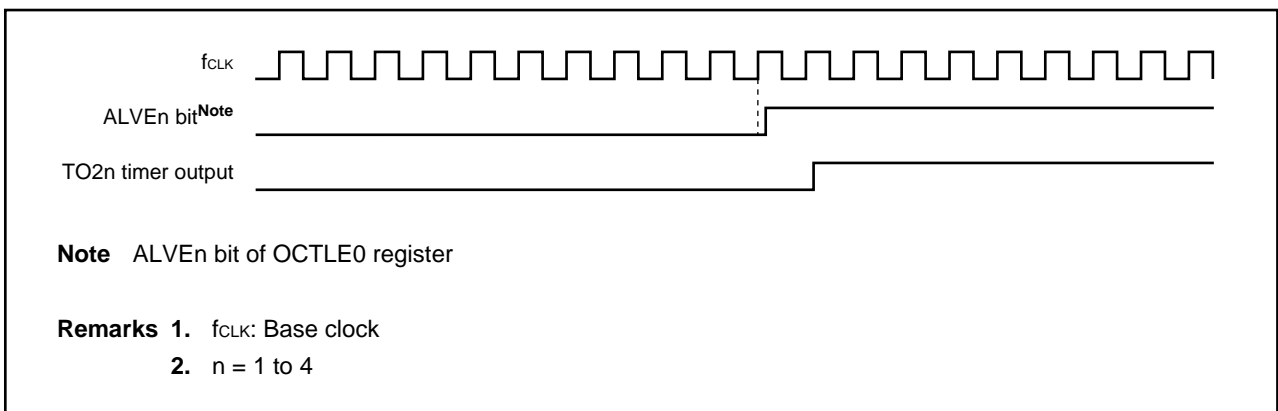 fCLK
ALVEn bitNote
TO2n timer output
Note ALVEn bit of OCTLE0 register
Remarks 1. fCLK: Base clock
2. n = 1 to 4